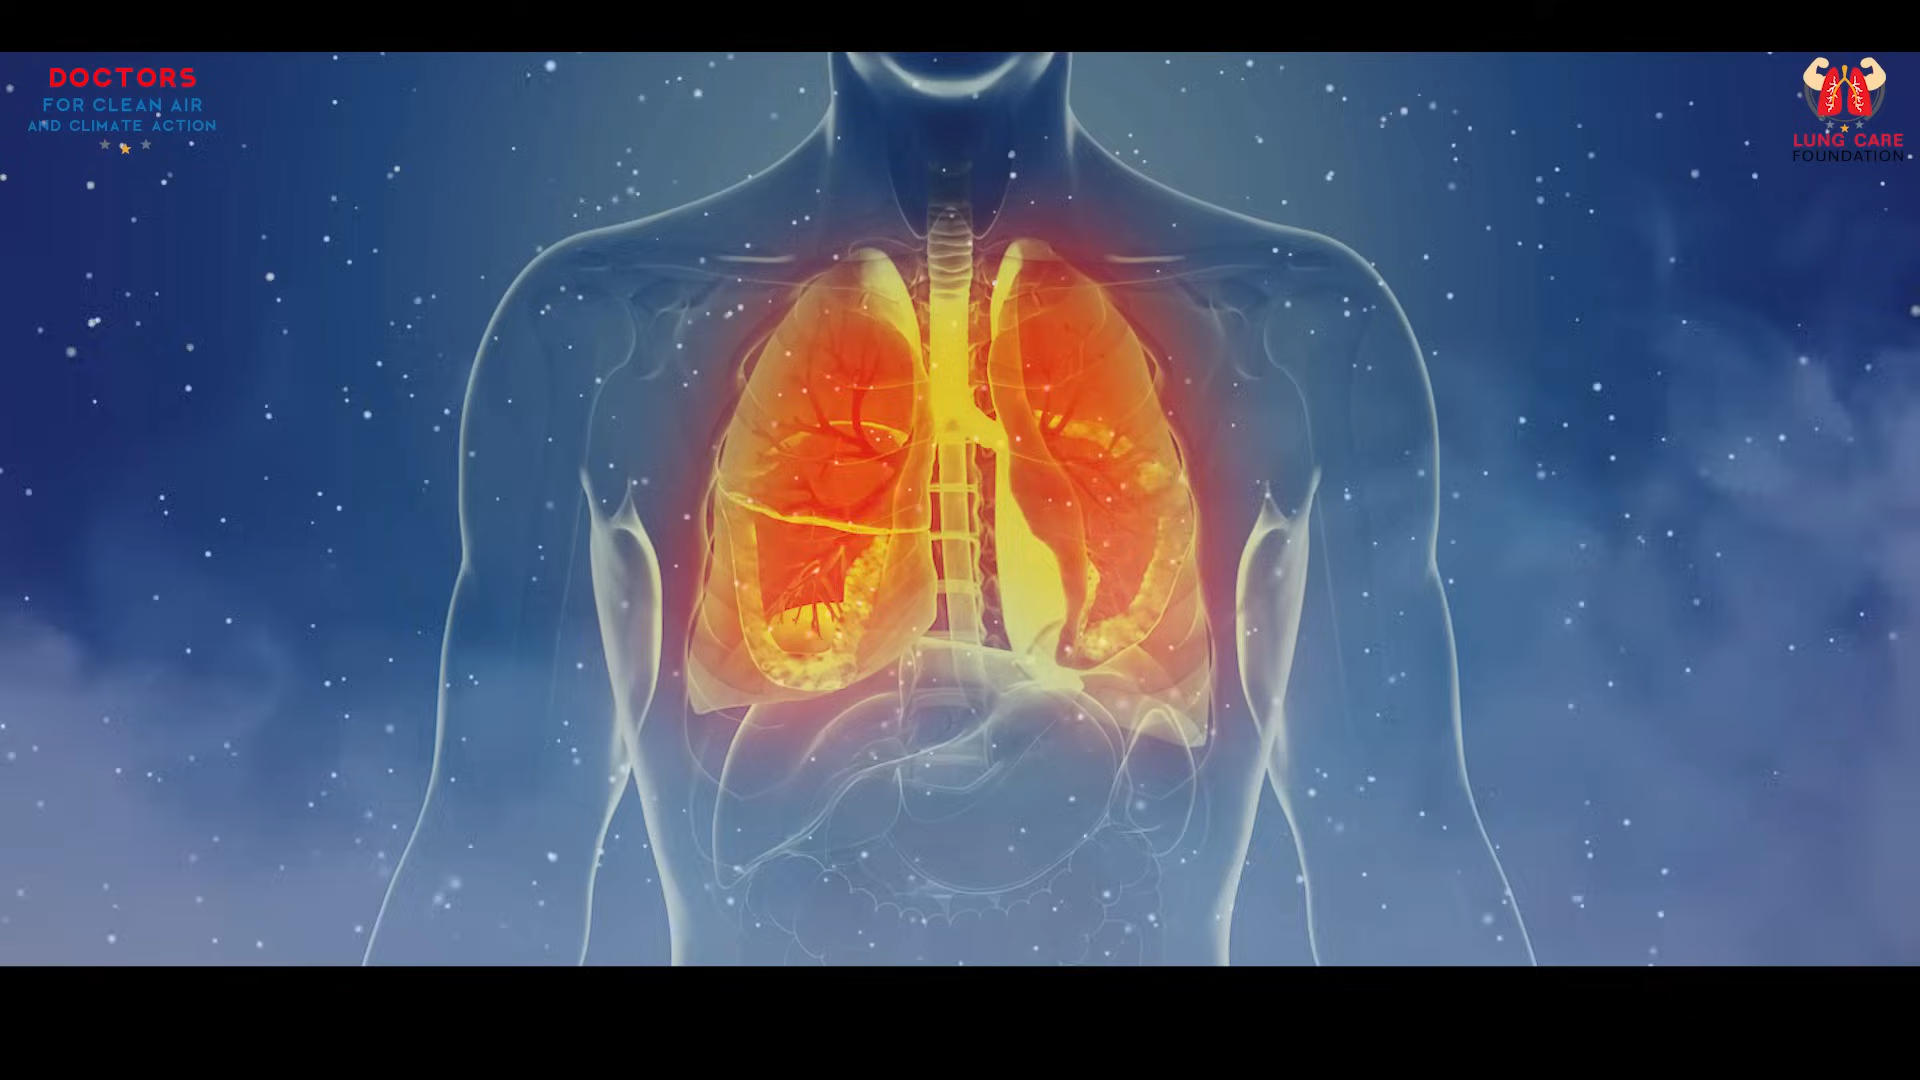 DOCTORS
FOR CLEAN AIR
AND CLIMATE ACTION
LUNG CARE
FOUNDATION